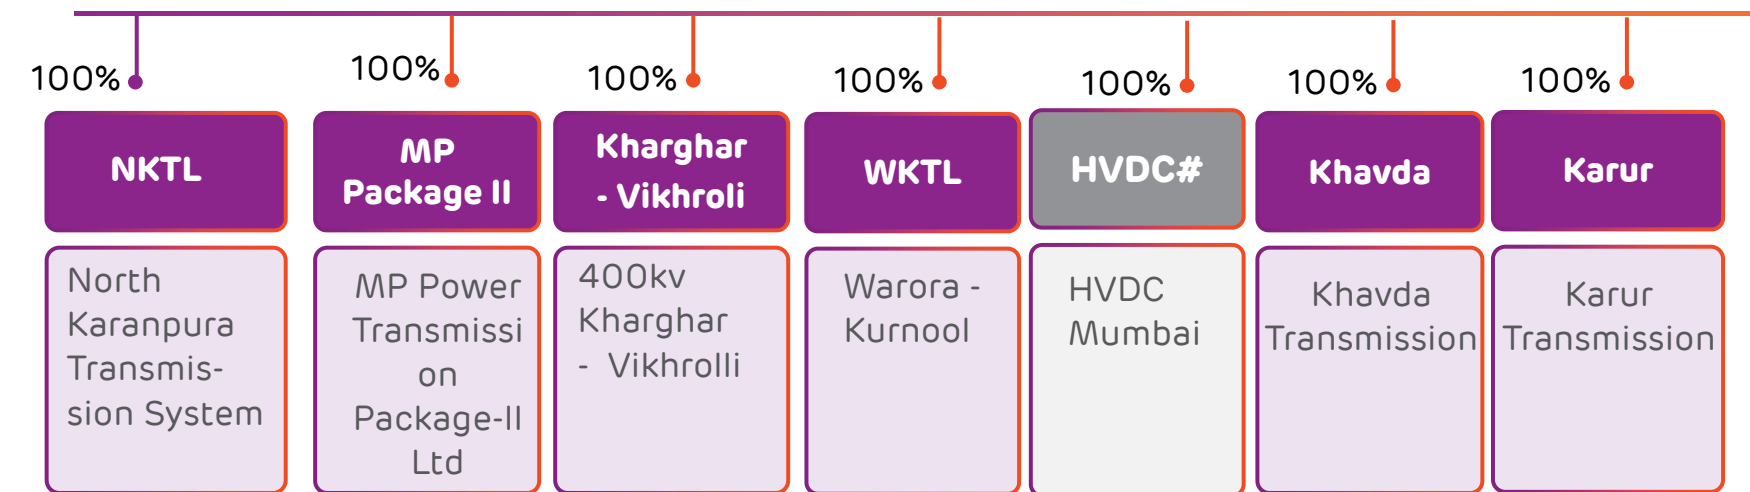 100%
100%
100%
100%
100%
100%
100%
NKTL
MP
Package II
Kharghar
- Vikhroli
WKTL
HVDC#
Khavda
Karur
North
Karanpura
Transmis-
sion System
MP Power
Transmissi
on
Package-II
Ltd
400kv
Kharghar
- Vikhrolli
Warora -
Kurnool
HVDC
Mumbai
Khavda
Transmission
Karur
Transmission